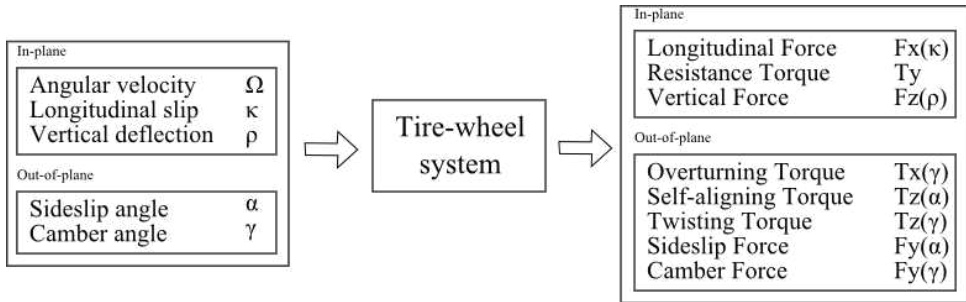 In-plane
Angular velocity Ω
Longitudinal slip κ
Vertical deflection ρ
Out-of-plane
Sideslip angle α
Camber angle γ
Tire-wheel
system
In-plane
Longitudinal Force Fx(κ)
Resistance Torque Ty
Vertical Force Fz(ρ)
Out-of-plane
Overturning Torque Tx(γ)
Self-aligning Torque Tz(α)
Twisting Torque Tz(γ)
Sideslip Force Fy(α)
Camber Force Fy(γ)